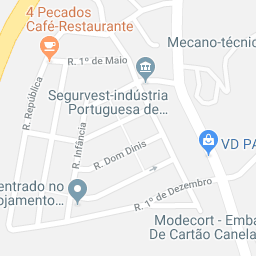 4 Pecados
Café-Restaurante
Mecano-técnic
R. 1º de Maio
Segurvest-indústria
Portuguesa de...
R. República
R. Infância
R. Dom Dinis
VD PA
entrado no
ojamento...
R. 1º de Dezembro
Modecort - Emba
De Cartão Canela